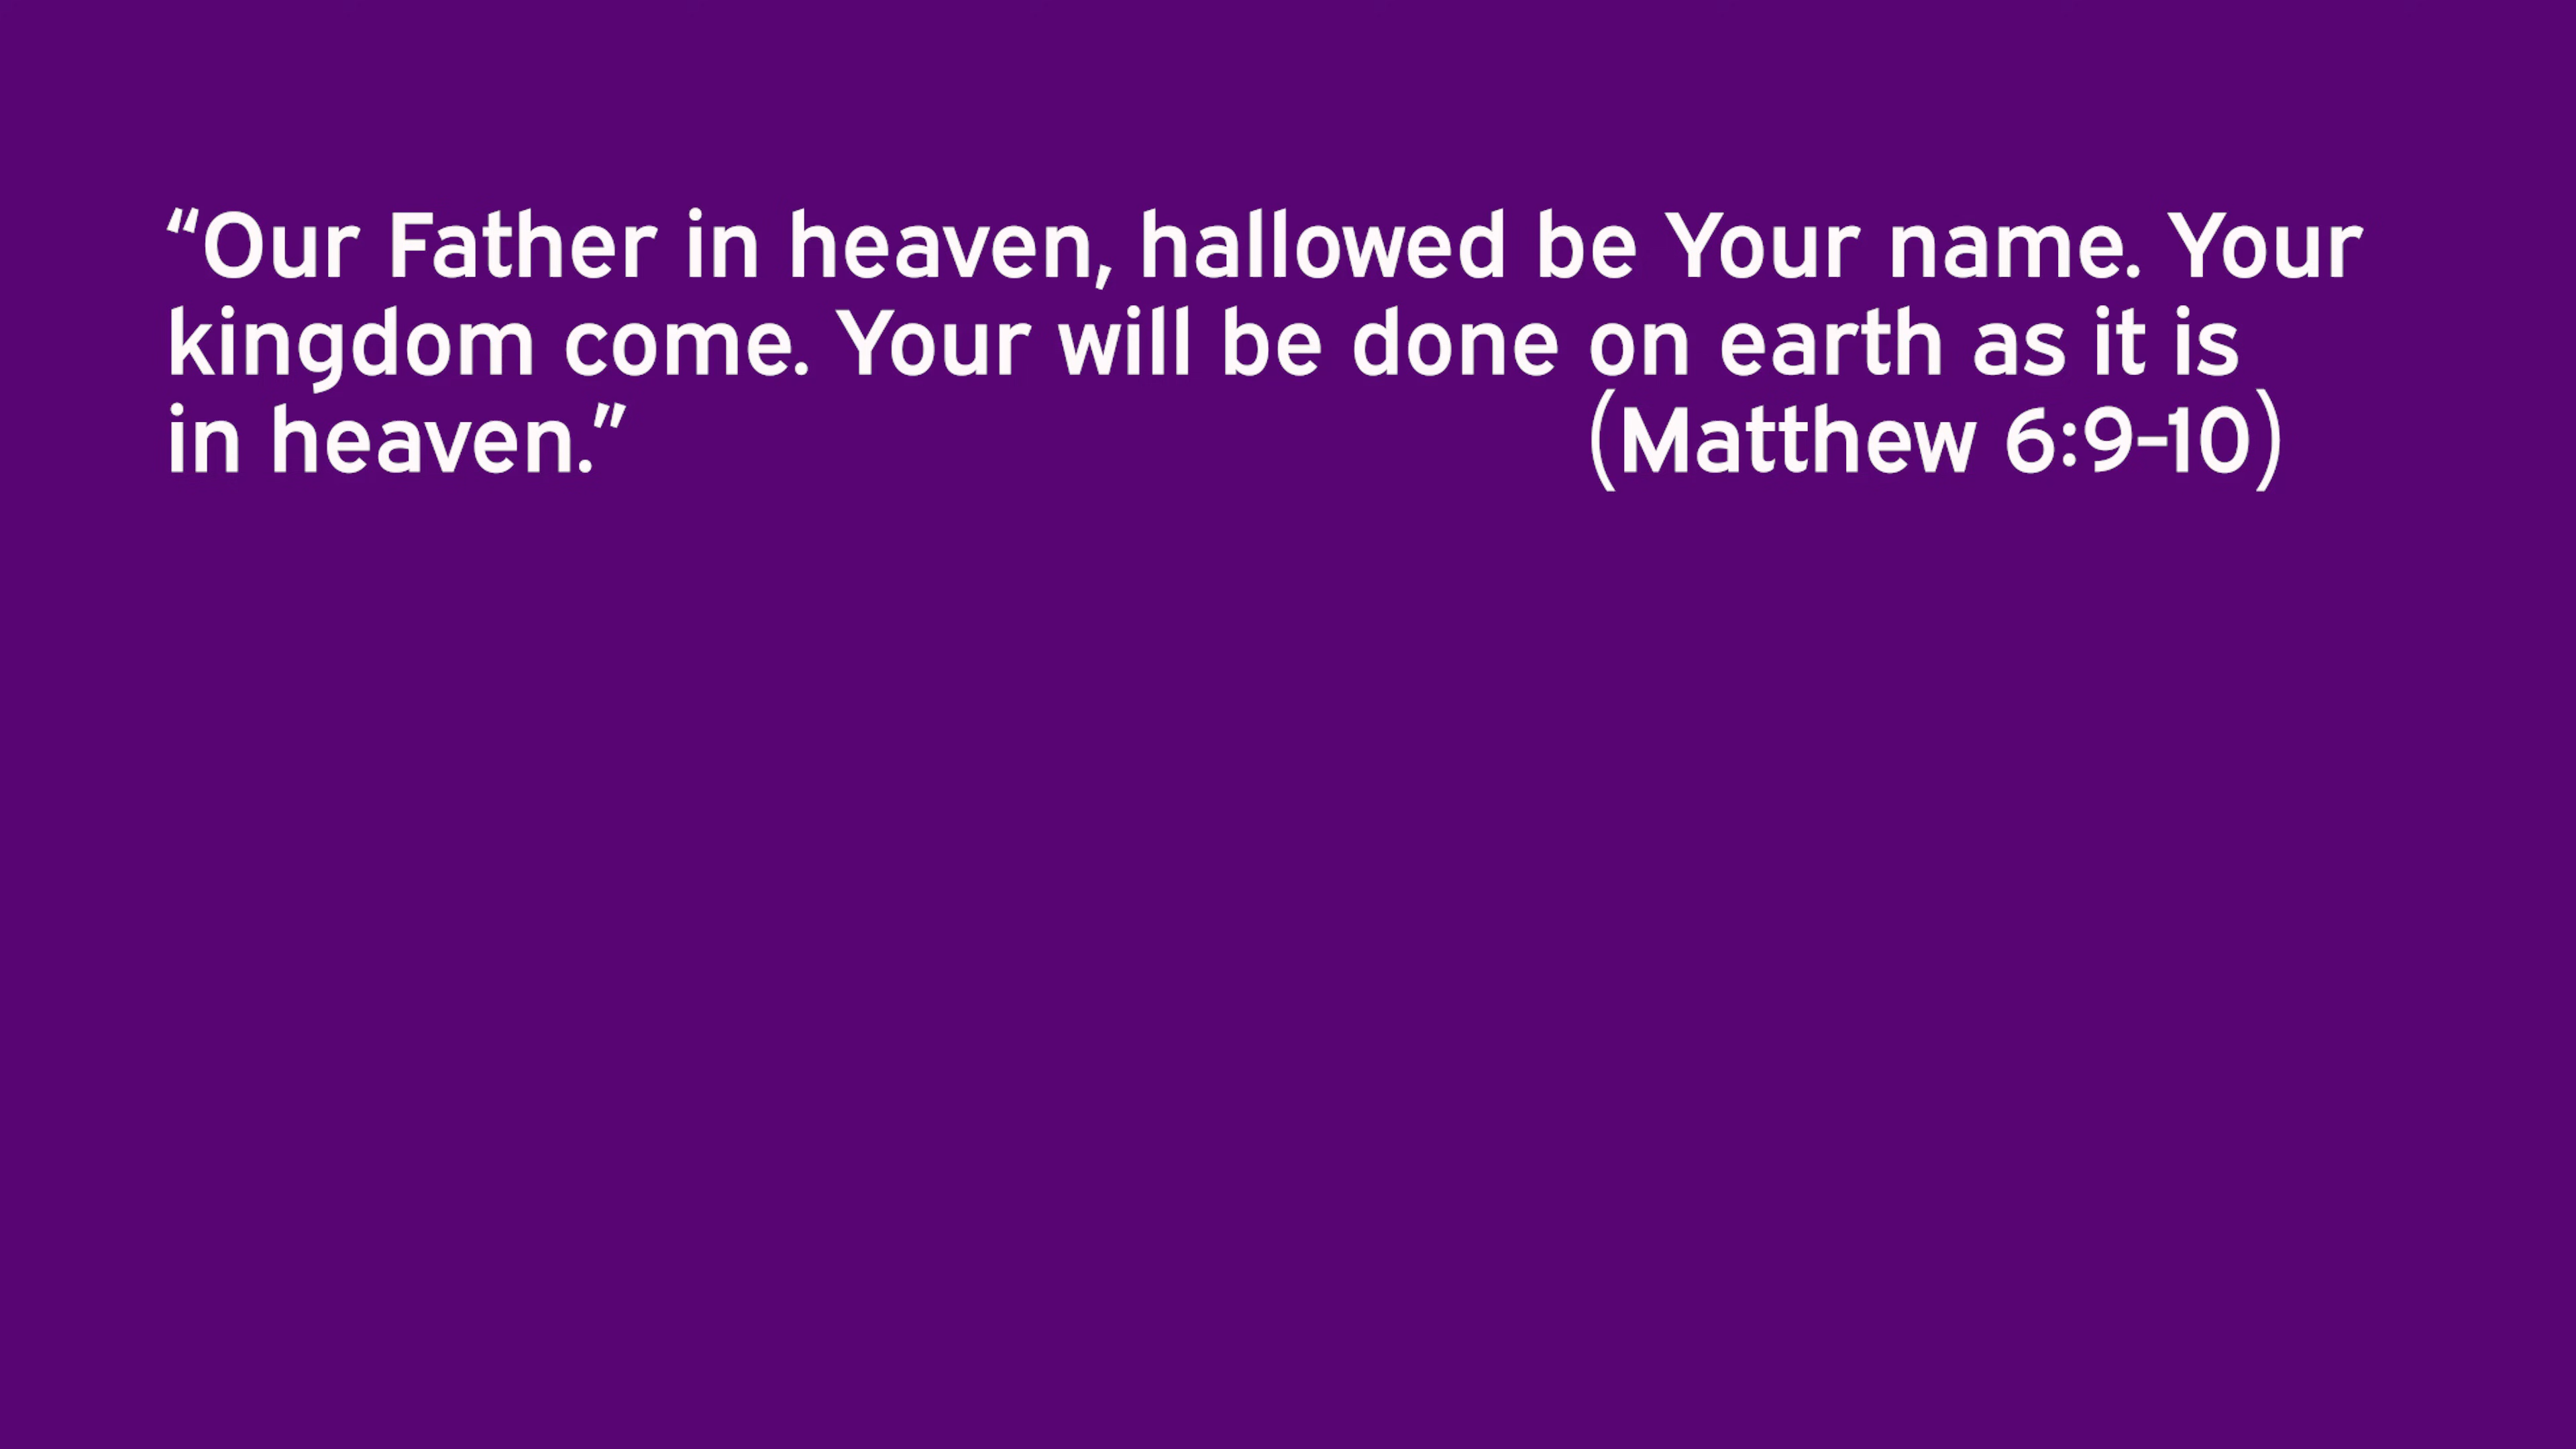 “Our Father in heaven, hallowed be Your name. Your
kingdom come. Your will be done on earth as it is
in heaven.” (Matthew 6:9-10)